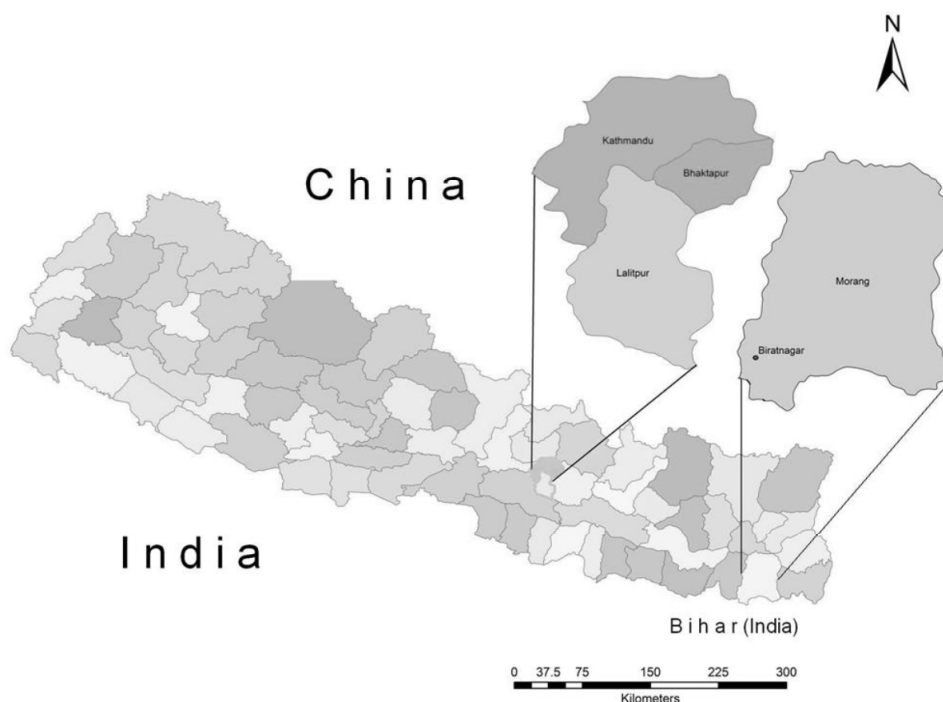 N
Kathmandu
Bhaktapur
China
Lalitpur
Morang
Biratnagar
India
Bihar (India)
0 37.5 75 150 225 300
Kilometers